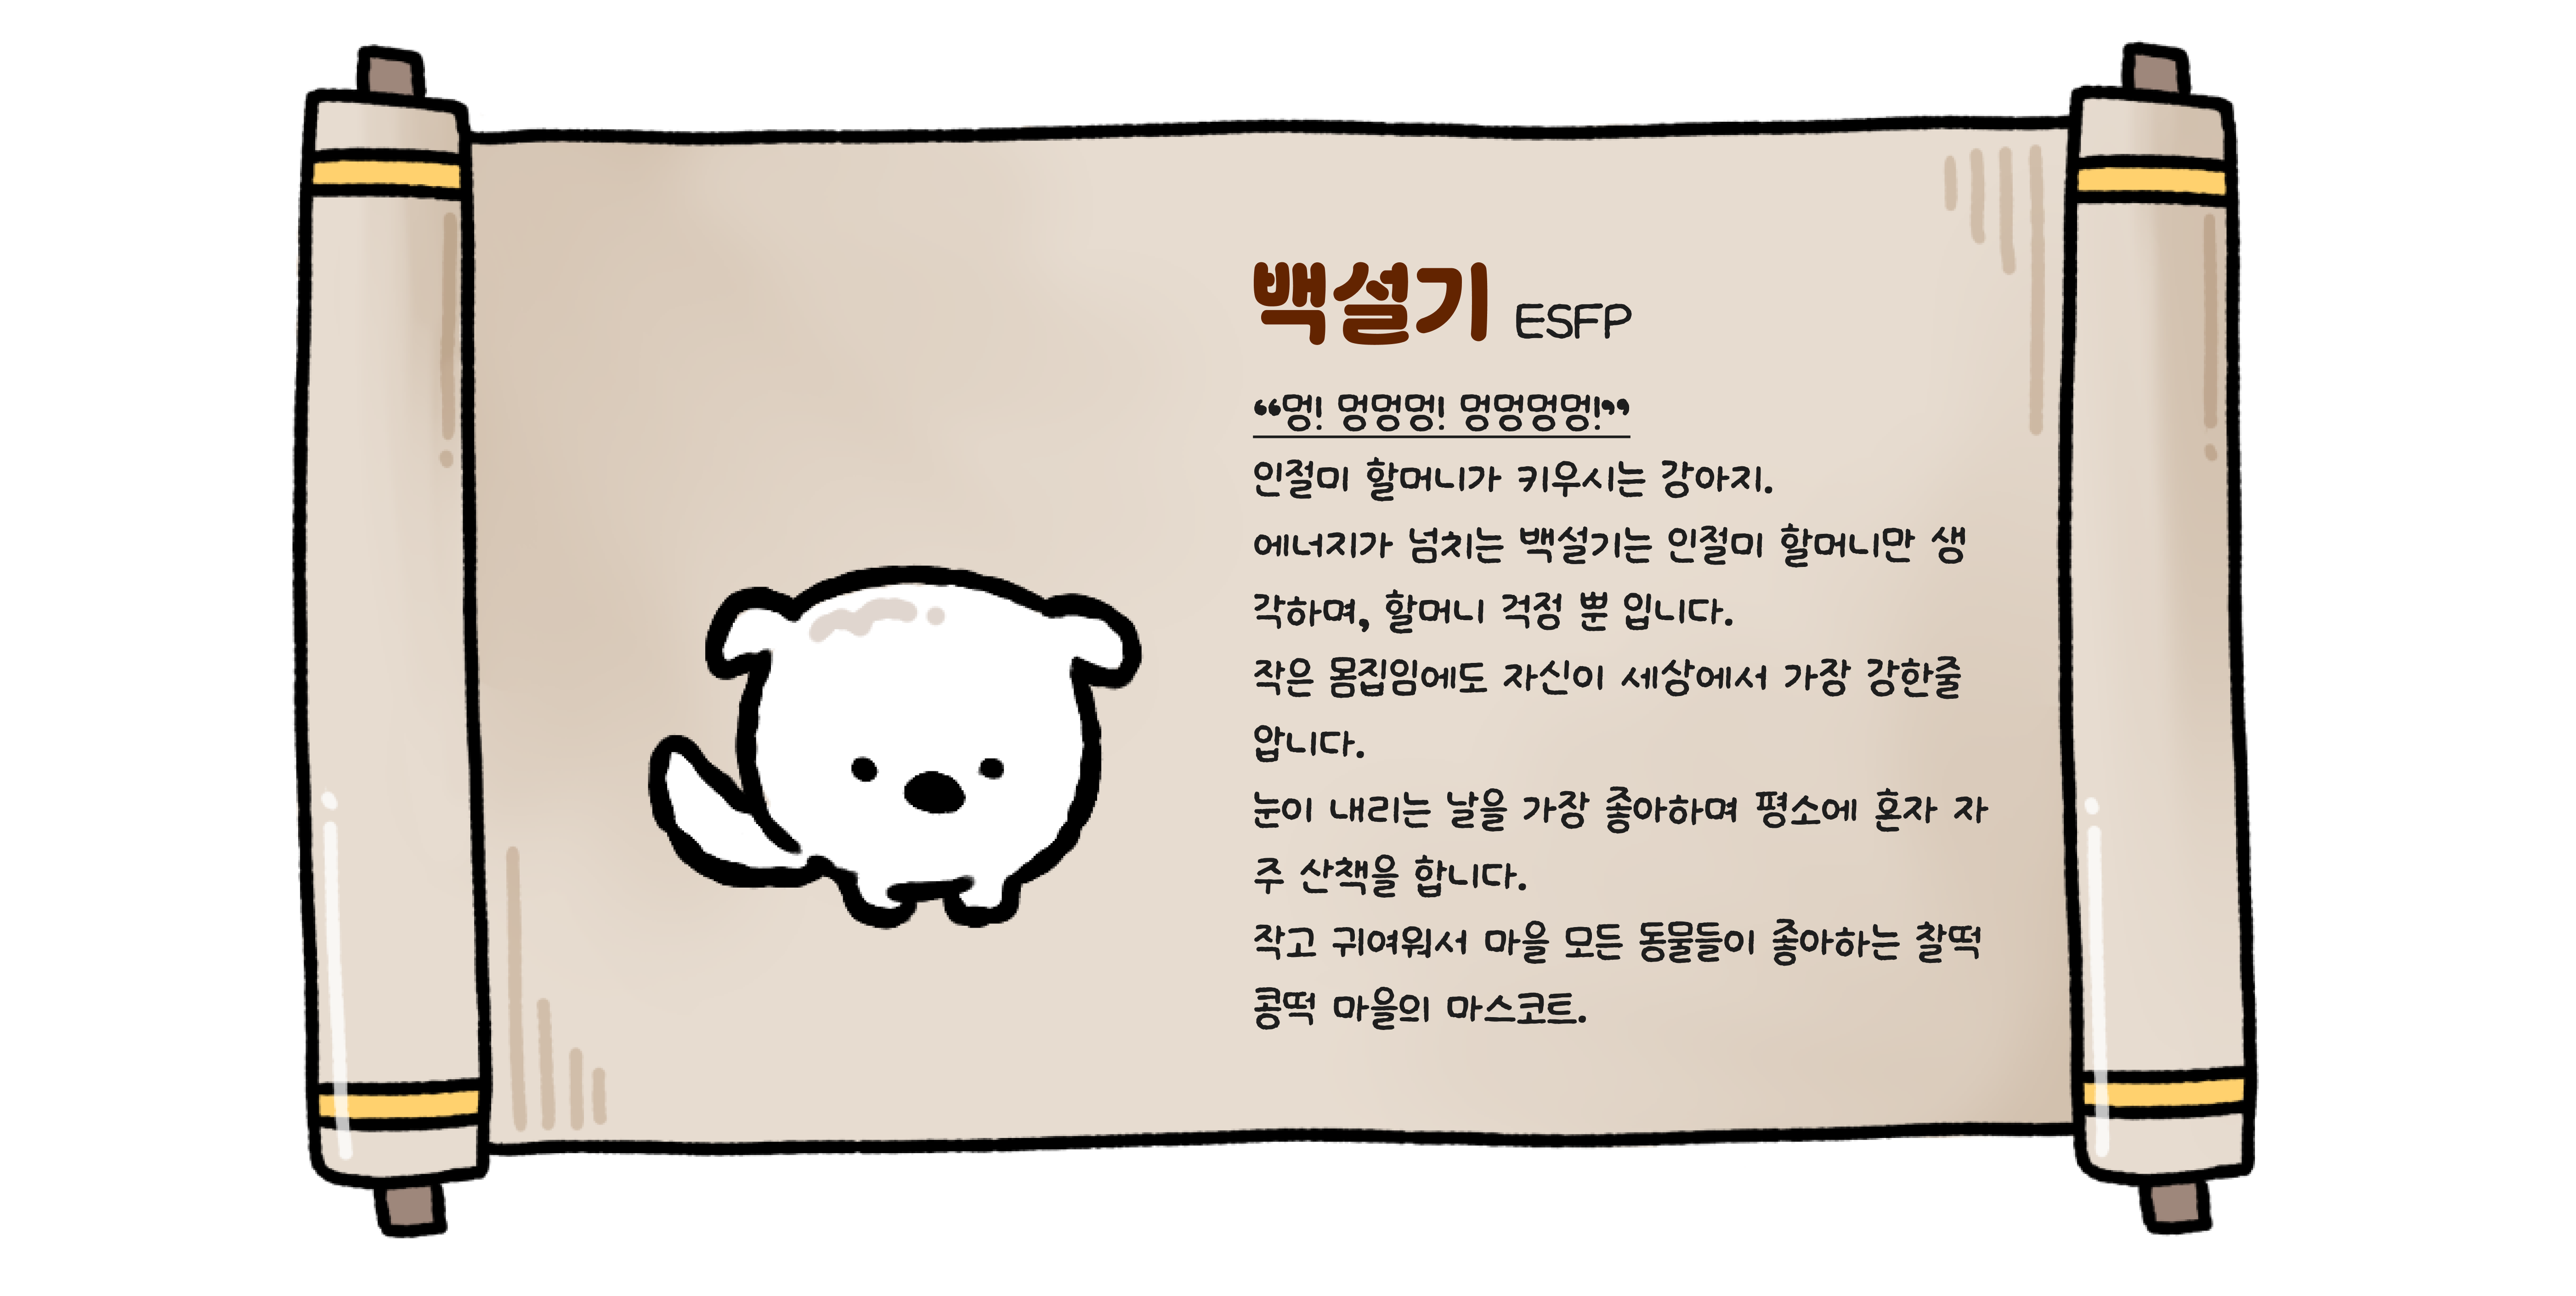 백설기 ESFP
“멍! 멍멍멍! 멍멍멍멍!”
인절미 할머니가 키우시는 강아지.
에너지가 넘치는 백설기는 인절미 할머니만 생
각하며, 할머니 걱정 뿐 입니다.
작은 몸집임에도 자신이 세상에서 가장 강한줄
압니다.
눈이 내리는 날을 가장 좋아하며 평소에 혼자 자
주 산책을 합니다.
작고 귀여워서 마을 모든 동물들이 좋아하는 찰떡
콩떡 마을의 마스코트.